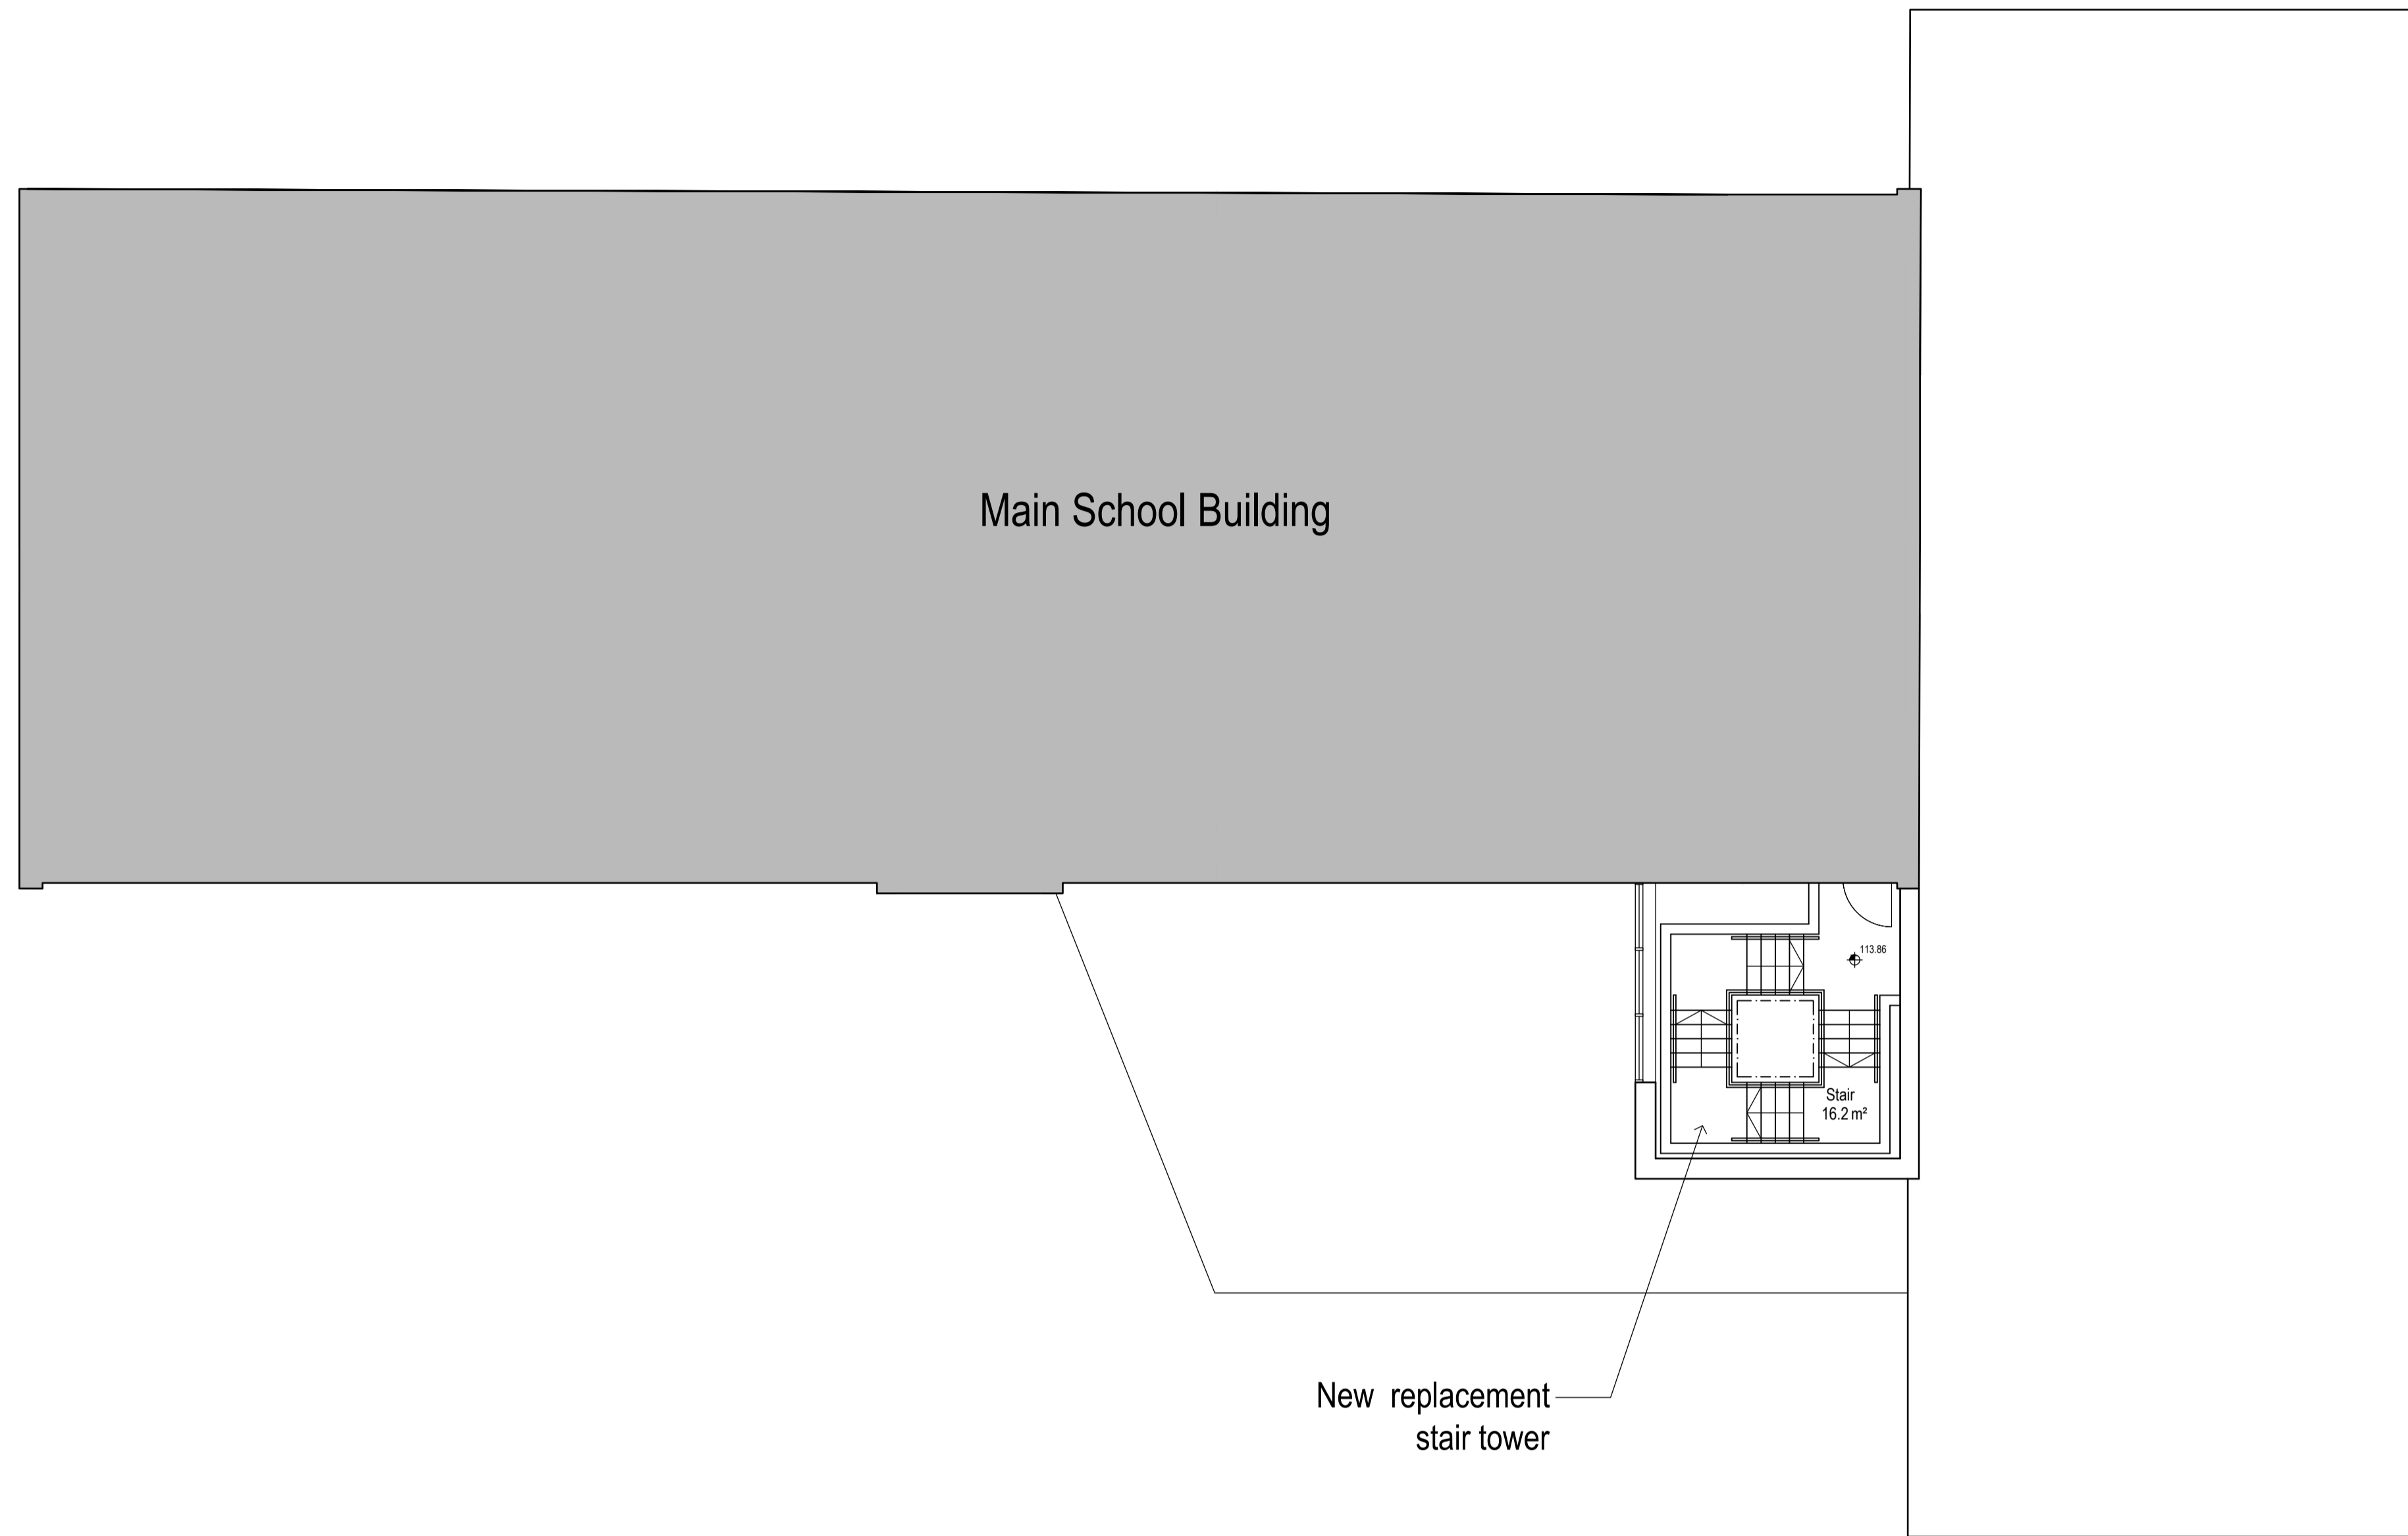 Main School Building
113.86
Stair
16.2 m²
New replacement
stair tower